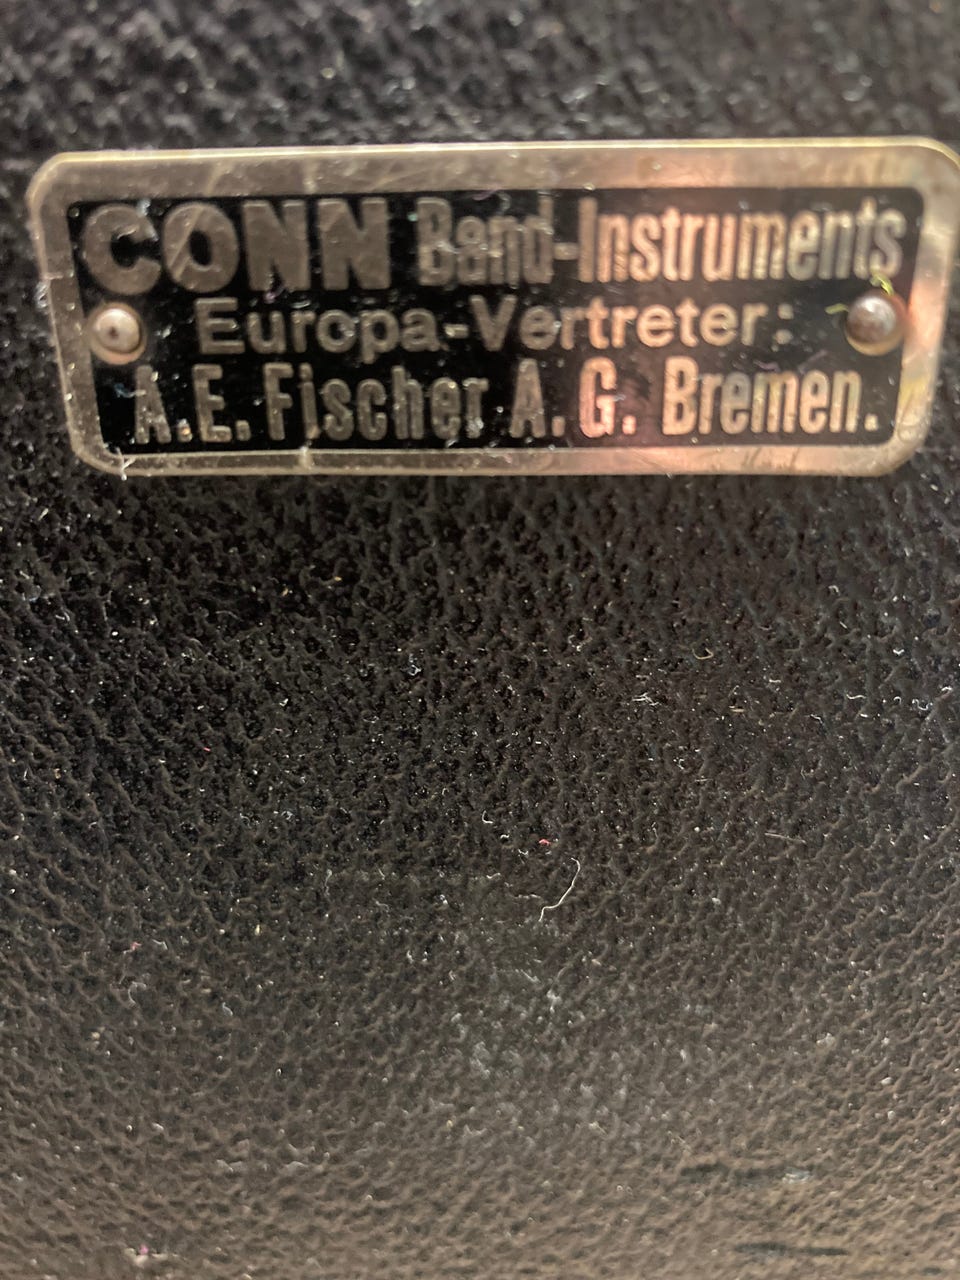 CONN Band-Instruments
Europa-Vertreter:
A.E. Fischer A.G. Bremen.